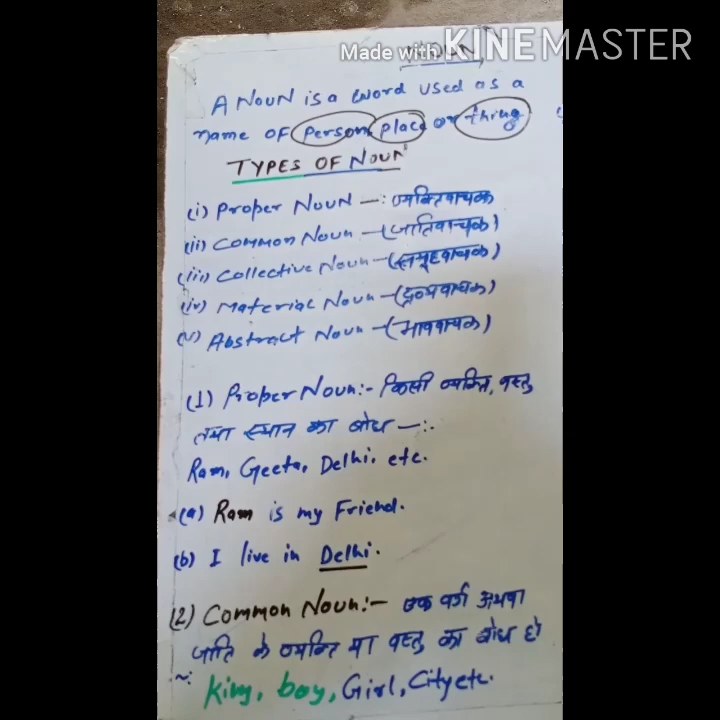 Made with KINEMASTER
NOUN
A NOUN is a word used as a
name OF person, place or thing
TYPES OF NOUN
(i) Proper NOUN —: व्यक्तिवाचक
(ii) Common Noun —(जातिवाचक)
(iii) Collective Noun —(समूहवाचक)
(iv) Material Noun —(द्रव्यवाचक)
(v) Abstract Noun —(भाववाचक)
(1) Proper Noun:- किसी व्यक्ति, वस्तु
तथा स्थान का बोध —:-
Ram, Geeta, Delhi, etc.
(a) Ram is my Friend.
(b) I live in Delhi.
(2) Common Noun:- एक वर्ग अथवा
जाति के व्यक्ति या वस्तु का बोध हो
King, boy, Girl, City etc.